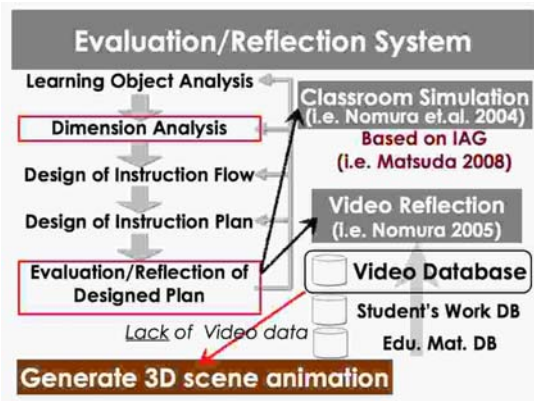 Evaluation/Reflection System
Learning Object Analysis
Dimension Analysis
Design of Instruction Flow
Design of Instruction Plan
Evaluation/Reflection of
Designed Plan
Classroom Simulation
(i.e. Nomura et.al. 2004)
Based on IAG
(i.e. Matsuda 2008)
Video Reflection
(i.e. Nomura 2005)
Video Database
Student's Work DB
Edu. Mat. DB
Lack of Video data
Generate 3D scene animation